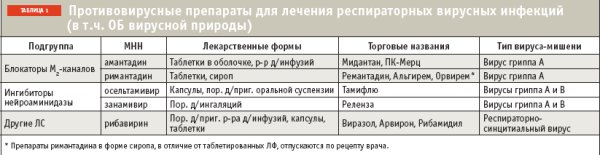 ТАБЛИЦА 1
Противовирусные препараты для лечения респираторных вирусных инфекций
(в т.ч. ОБ вирусной природы)
Подгруппа МНН Лекарственные формы Торговые названия Тип вируса-мишени
Блокаторы М2-каналов амантадин Таблетки в оболочке, р-р д/инфузий Мидантан, ПК-Мерц Вирус гриппа А
римантадин Таблетки, сироп Ремантадин, Альгирем, Орвирем* Вирус гриппа А
Ингибиторы нейроаминидазы осельтамивир Капсулы, пор. д/приг. оральной суспензии Тамифлю Вирусы гриппа А и В
занамивир Пор. д/ингаляций Реленза Вирусы гриппа А и В
Другие ЛС рибавирин Пор. д/приг. р-ра д/инфузий, капсулы, таблетки Виразол, Арвирон, Рибамидил Респираторно-синцитиальный вирус
* Препараты римантадина в форме сиропа, в отличие от таблетированных ЛФ, отпускаются по рецепту врача.